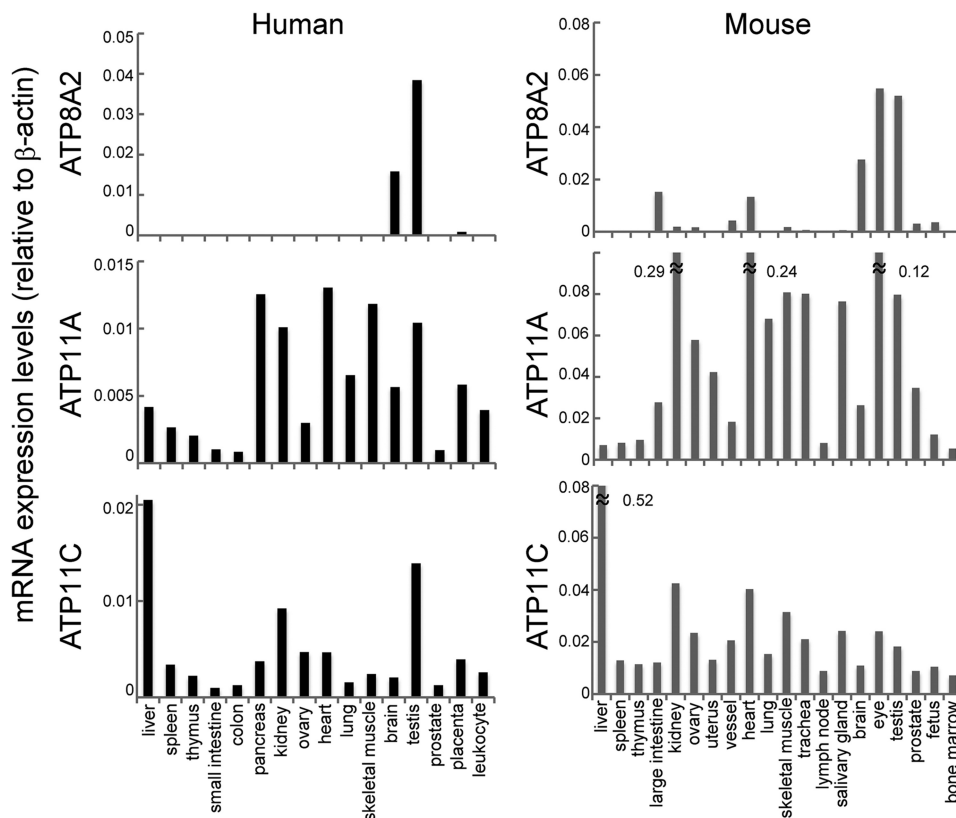 Human
Mouse
mRNA expression levels (relative to β-actin)
ATP8A2
0.05
0.04
0.03
0.02
0.01
0
ATP8A2
0.08
0.06
0.04
0.02
0
ATP11A
0.015
0.01
0.005
0
ATP11A
0.08
0.06
0.04
0.02
0
0.29
0.24
0.12
ATP11C
0.02
0.01
0
ATP11C
0.08
0.06
0.04
0.02
0
0.52
liver
spleen
thymus
small intestine
colon
pancreas
kidney
ovary
heart
lung
skeletal muscle
brain
testis
prostate
placenta
leukocyte
liver
spleen
thymus
large intestine
kidney
ovary
uterus
vessel
heart
lung
skeletal muscle
trachea
lymph node
salivary gland
brain
eye
testis
prostate
fetus
bone marrow